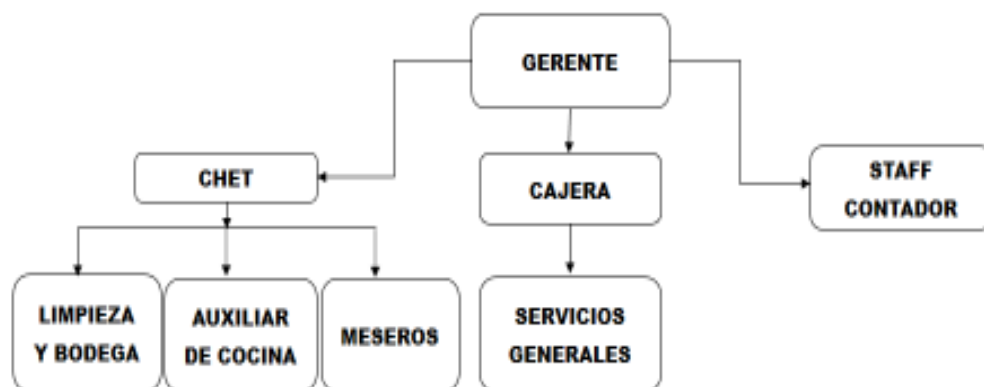 GERENTE
CHET
CAJERA
STAFF
CONTADOR
LIMPIEZA
Y BODEGA
AUXILIAR
DE COCINA
MESEROS
SERVICIOS
GENERALES